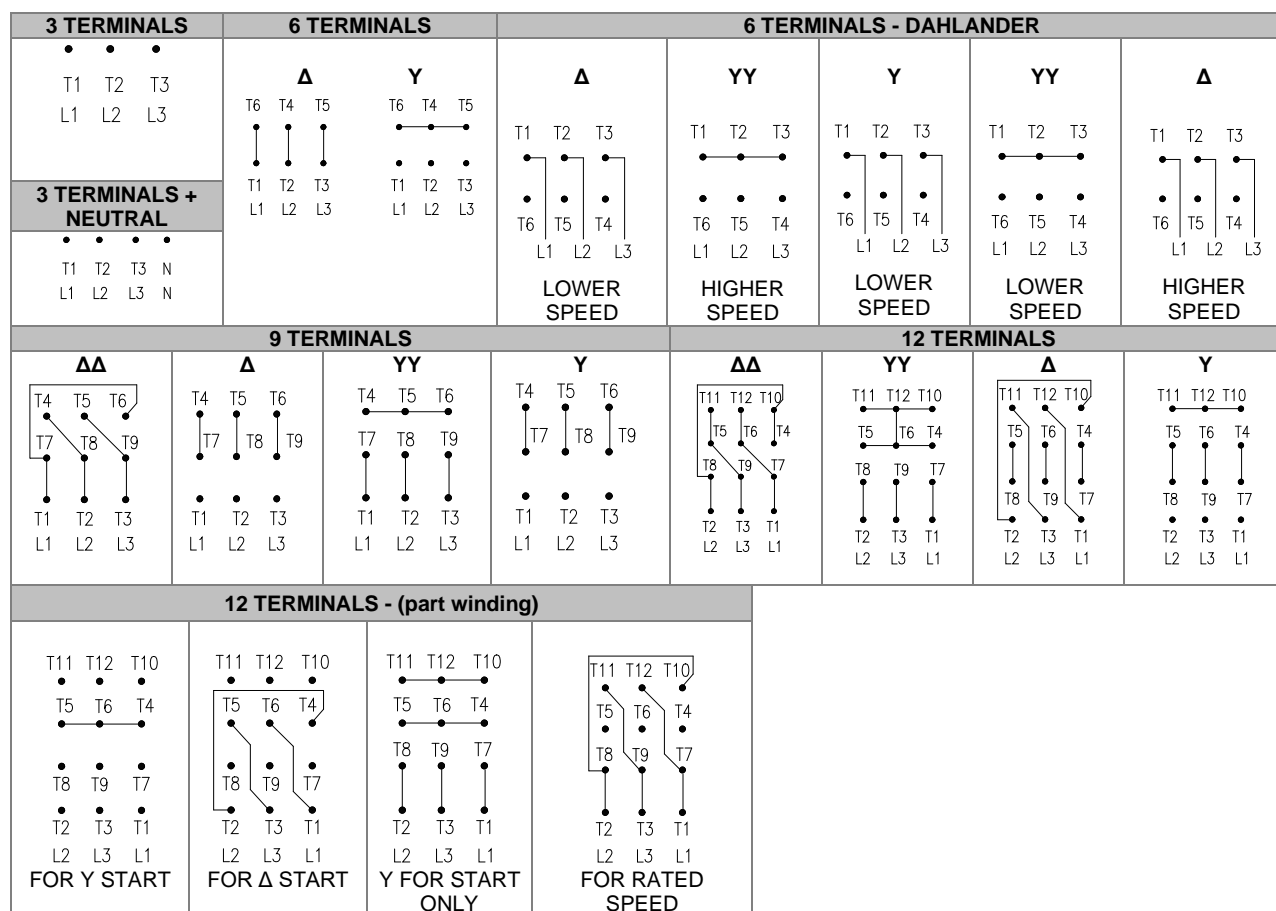 3 TERMINALS
T1 T2 T3
L1 L2 L3
3 TERMINALS +
NEUTRAL
T1 T2 T3 N
L1 L2 L3 N
6 TERMINALS
Δ
T6 T4 T5
T1 T2 T3
L1 L2 L3
Y
T6 T4 T5
T1 T2 T3
L1 L2 L3
6 TERMINALS - DAHLANDER
Δ
T1 T2 T3
T6 T5 T4
L1 L2 L3
LOWER
SPEED
YY
T1 T2 T3
T6 T5 T4
L1 L2 L3
HIGHER
SPEED
Y
T1 T2 T3
T6 T5 T4
L1 L2 L3
LOWER
SPEED
YY
T1 T2 T3
T6 T5 T4
L1 L2 L3
LOWER
SPEED
Δ
T1 T2 T3
T6 T5 T4
L1 L2 L3
HIGHER
SPEED
9 TERMINALS
ΔΔ
T4 T5 T6
T7 T8 T9
T1 T2 T3
L1 L2 L3
Δ
T4 T5 T6
T7 T8 T9
T1 T2 T3
L1 L2 L3
YY
T4 T5 T6
T7 T8 T9
T1 T2 T3
L1 L2 L3
Y
T4 T5 T6
T7 T8 T9
T1 T2 T3
L1 L2 L3
12 TERMINALS
ΔΔ
T11 T12 T10
T5 T6 T4
T8 T9 T7
T2 T3 T1
L2 L3 L1
YY
T11 T12 T10
T5 T6 T4
T8 T9 T7
T2 T3 T1
L2 L3 L1
Δ
T11 T12 T10
T5 T6 T4
T8 T9 T7
T2 T3 T1
L2 L3 L1
Y
T11 T12 T10
T5 T6 T4
T8 T9 T7
T2 T3 T1
L2 L3 L1
12 TERMINALS - (part winding)
T11 T12 T10
T5 T6 T4
T8 T9 T7
T2 T3 T1
L2 L3 L1
FOR Y START
T11 T12 T10
T5 T6 T4
T8 T9 T7
T2 T3 T1
L2 L3 L1
FOR Δ START
T11 T12 T10
T5 T6 T4
T8 T9 T7
T2 T3 T1
L2 L3 L1
Y FOR START
ONLY
T11 T12 T10
T5 T6 T4
T8 T9 T7
T2 T3 T1
L2 L3 L1
FOR RATED
SPEED